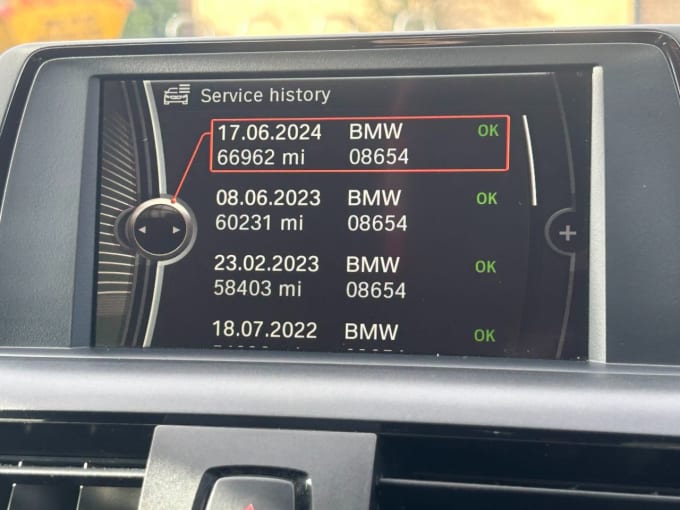 Service history
17.06.2024 BMW OK
66962 mi 08654
08.06.2023 BMW OK
60231 mi 08654
23.02.2023 BMW OK
58403 mi 08654
18.07.2022 BMW OK